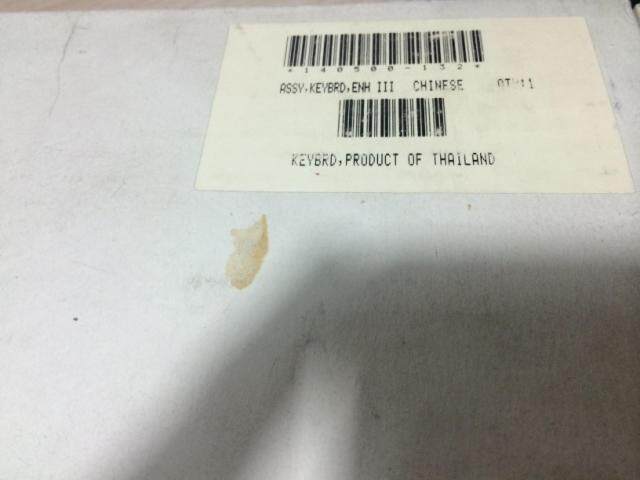 *140500-132*
ASSY,KEYBRD,ENH III CHINESE
KEYBRD,PRODUCT OF THAILAND